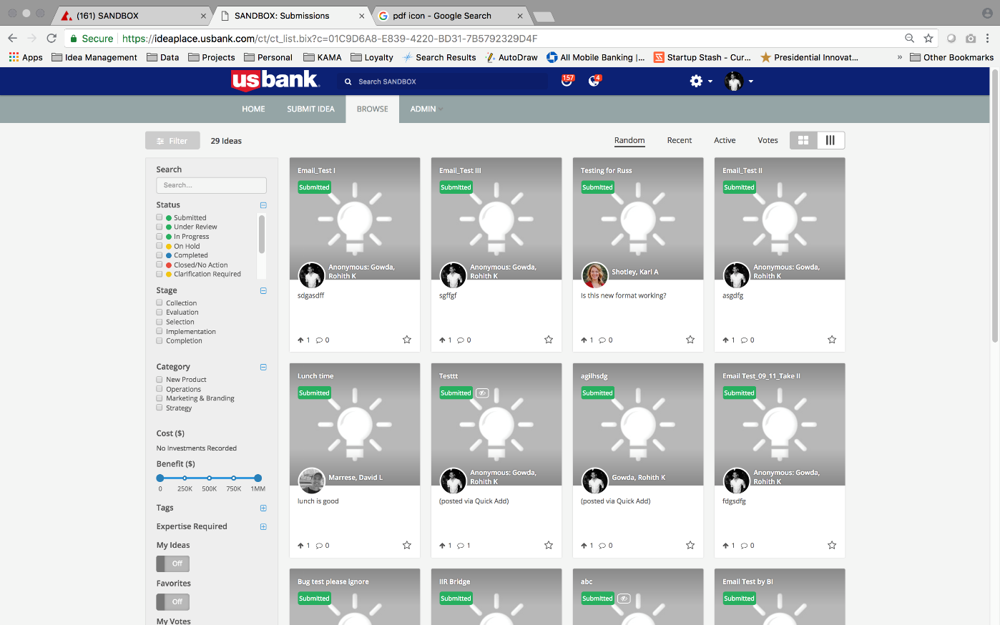 (161) SANDBOX
SANDBOX: Submissions
pdf icon - Google Search
Secure https://ideaplace.usbank.com/ct/ct_list.bix?c=01C9D6A8-E839-4220-BD31-7B5792329D4F
Apps Idea Management Data Projects Personal KAMA Loyalty Search Results AutoDraw All Mobile Banking |... Startup Stash - Cur... Presidential Innovat... » Other Bookmarks
usbank. Search SANDBOX 157 4
HOME SUBMIT IDEA BROWSE ADMIN
Filter 29 Ideas Random Recent Active Votes
Search
Search...
Status
Submitted
Under Review
In Progress
On Hold
Completed
Closed/No Action
Clarification Required
Stage
Collection
Evaluation
Selection
Implementation
Completion
Category
New Product
Operations
Marketing & Branding
Strategy
Cost ($)
No Investments Recorded
Benefit ($)
0 250K 500K 750K 1MM
Tags
Expertise Required
My Ideas
Off
Favorites
Off
My Votes
Email_Test I
Submitted
Anonymous: Gowda,
Rohith K
sdgasdff
1 0
Email_Test III
Submitted
Anonymous: Gowda,
Rohith K
sgffgf
1 0
Testing for Russ
Submitted
Shotley, Kari A
Is this new format working?
1 0
Email_Test II
Submitted
Anonymous: Gowda,
Rohith K
asgdfg
1 0
Lunch time
Submitted
Marrese, David L
lunch is good
1 0
Testtt
Submitted
Anonymous: Gowda,
Rohith K
(posted via Quick Add)
1 1
agilhsdg
Submitted
Gowda, Rohith K
(posted via Quick Add)
1 0
Email Test_09_11_Take II
Submitted
Anonymous: Gowda,
Rohith K
fdgsdfg
1 0
Bug test please ignore
Submitted
IIR Bridge
Submitted
abc
Submitted
Email Test by BI
Submitted